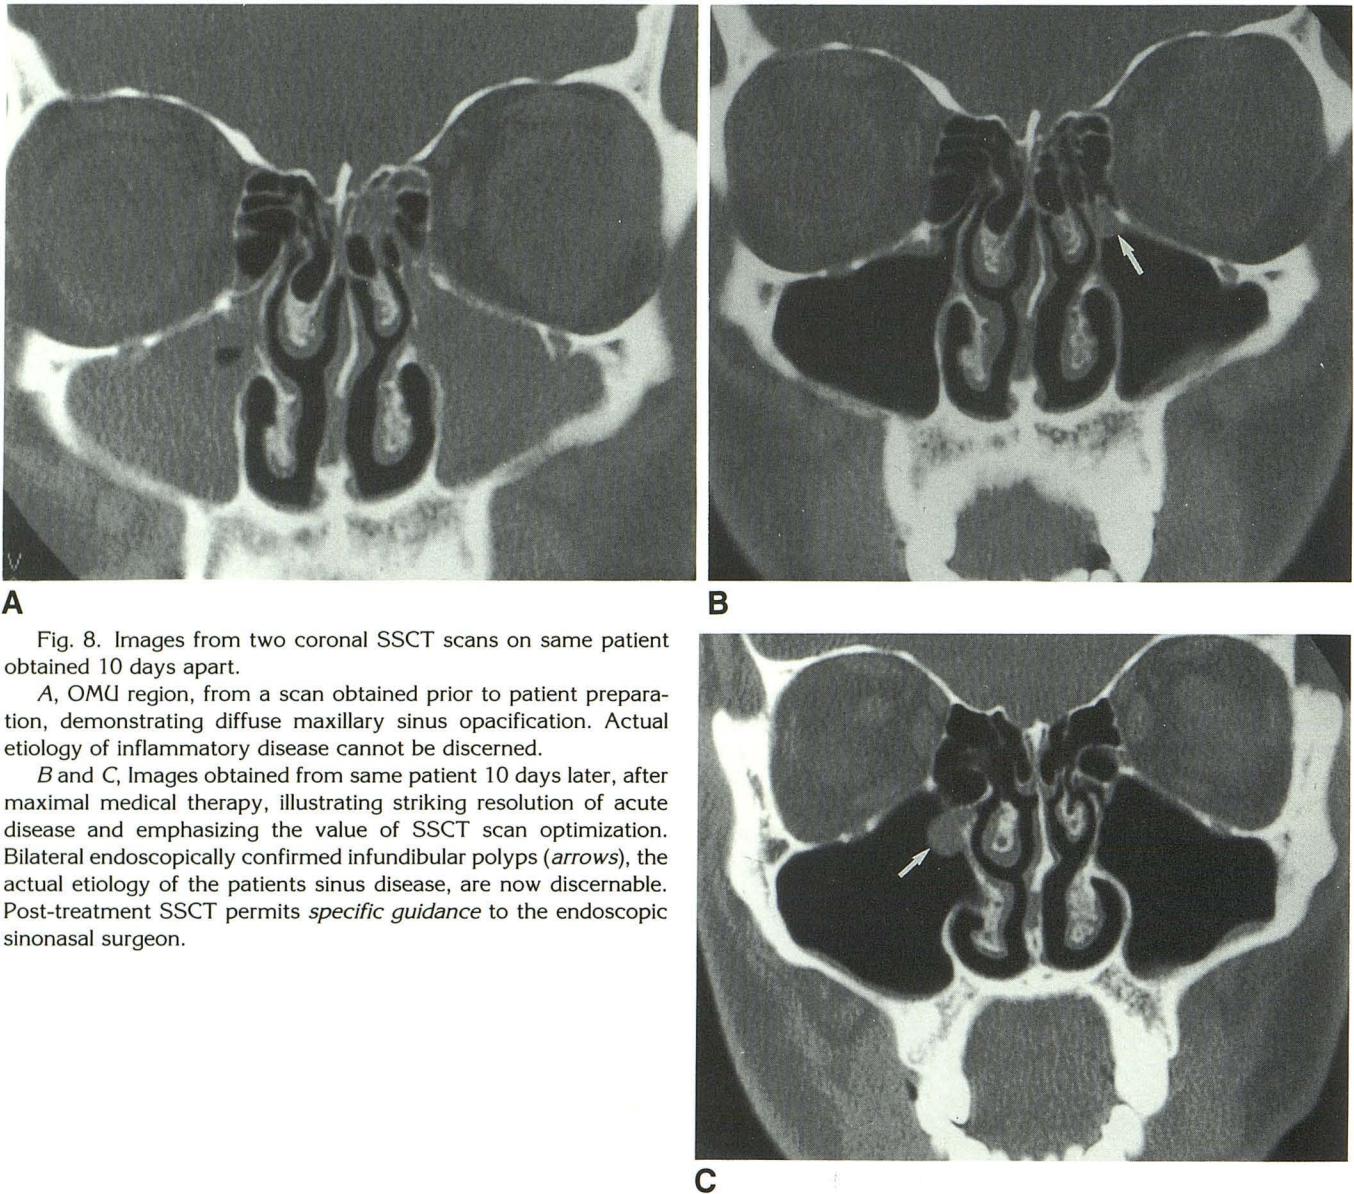 V
A
B
Fig. 8. Images from two coronal SSCT scans on same patient
obtained 10 days apart.
A, OMU region, from a scan obtained prior to patient prepara-
tion, demonstrating diffuse maxillary sinus opacification. Actual
etiology of inflammatory disease cannot be discerned.
B and C, Images obtained from same patient 10 days later, after
maximal medical therapy, illustrating striking resolution of acute
disease and emphasizing the value of SSCT scan optimization.
Bilateral endoscopically confirmed infundibular polyps (arrows), the
actual etiology of the patients sinus disease, are now discernable.
Post-treatment SSCT permits specific guidance to the endoscopic
sinonasal surgeon.
C